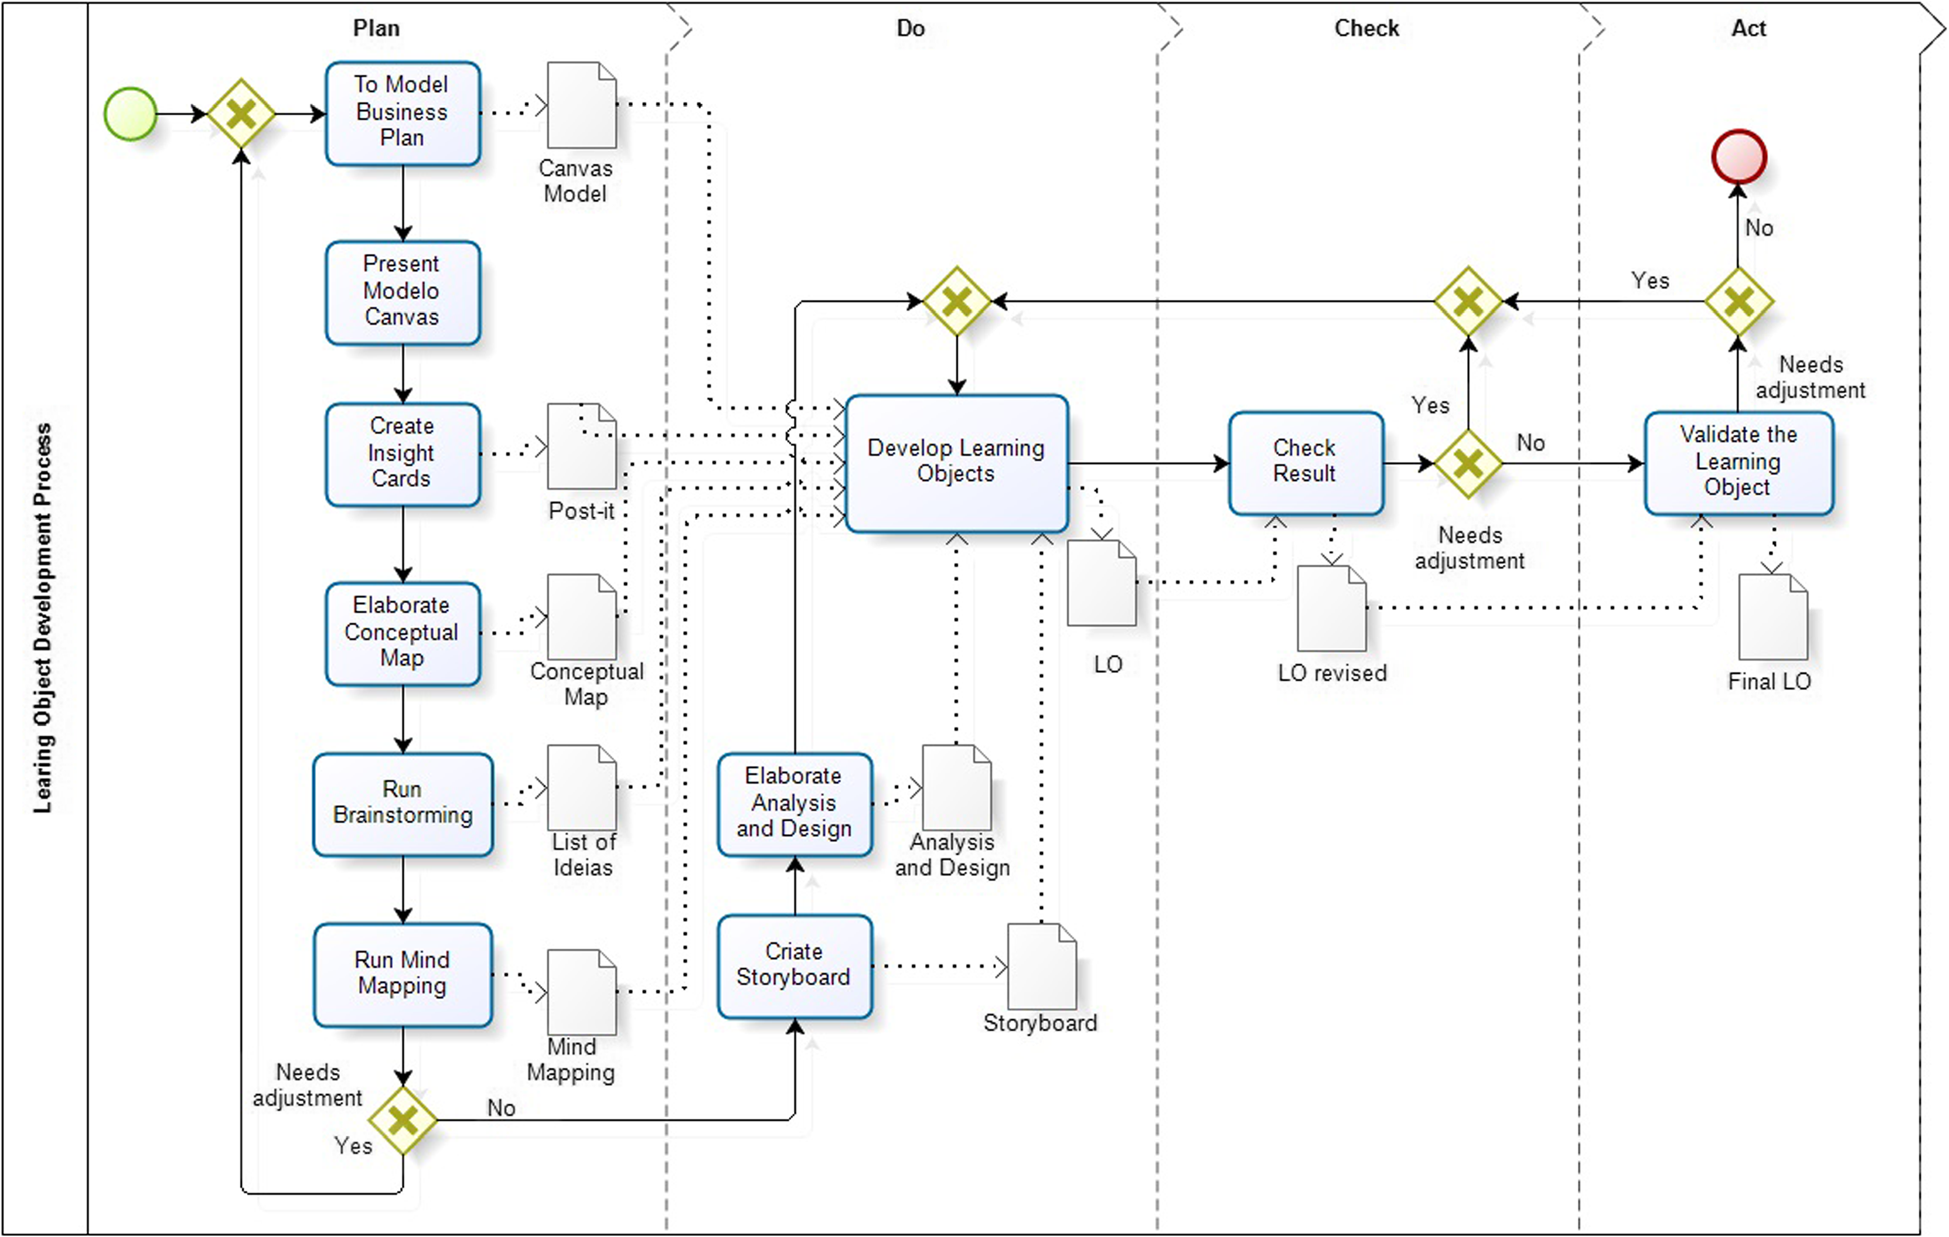 Plan
Do
Check
Act
Learing Object Development Process
To Model
Business
Plan
Canvas
Model
Present
Modelo
Canvas
Create
Insight
Cards
Post-it
Elaborate
Conceptual
Map
Conceptual
Map
Run
Brainstorming
List of
Ideias
Run Mind
Mapping
Mind
Mapping
Needs
adjustment
Yes
No
Develop Learning
Objects
LO
Elaborate
Analysis
and Design
Analysis
and Design
Criate
Storyboard
Storyboard
Check
Result
LO revised
Yes
No
Needs
adjustment
Validate the
Learning
Object
Final LO
Needs
adjustment
Yes
No